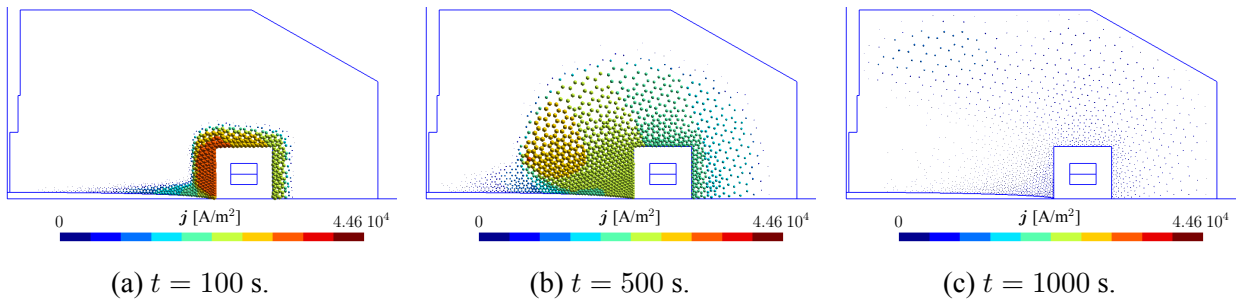 0 j [A/m²] 4.46 10⁴
0 j [A/m²] 4.46 10⁴
0 j [A/m²] 4.46 10⁴
(a) t = 100 s.
(b) t = 500 s.
(c) t = 1000 s.